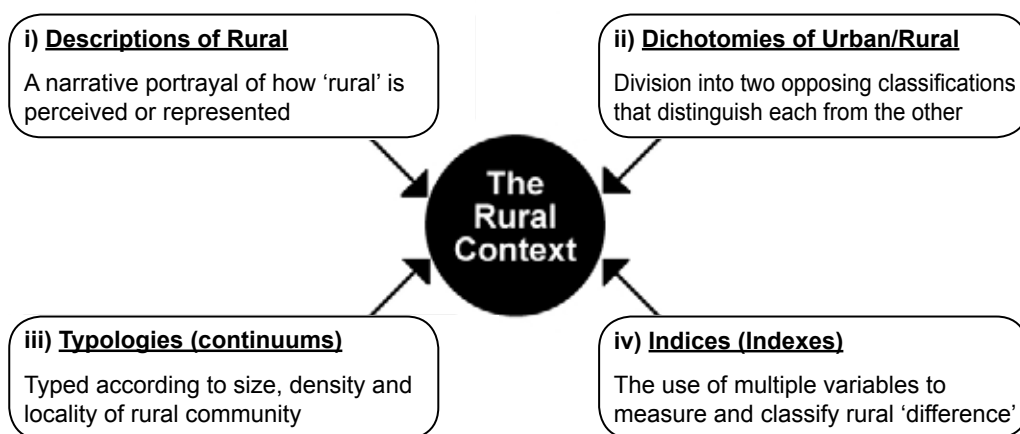 i) Descriptions of Rural
A narrative portrayal of how ‘rural’ is
perceived or represented
ii) Dichotomies of Urban/Rural
Division into two opposing classifications
that distinguish each from the other
The
Rural
Context
iii) Typologies (continuums)
Typed according to size, density and
locality of rural community
iv) Indices (Indexes)
The use of multiple variables to
measure and classify rural ‘difference’